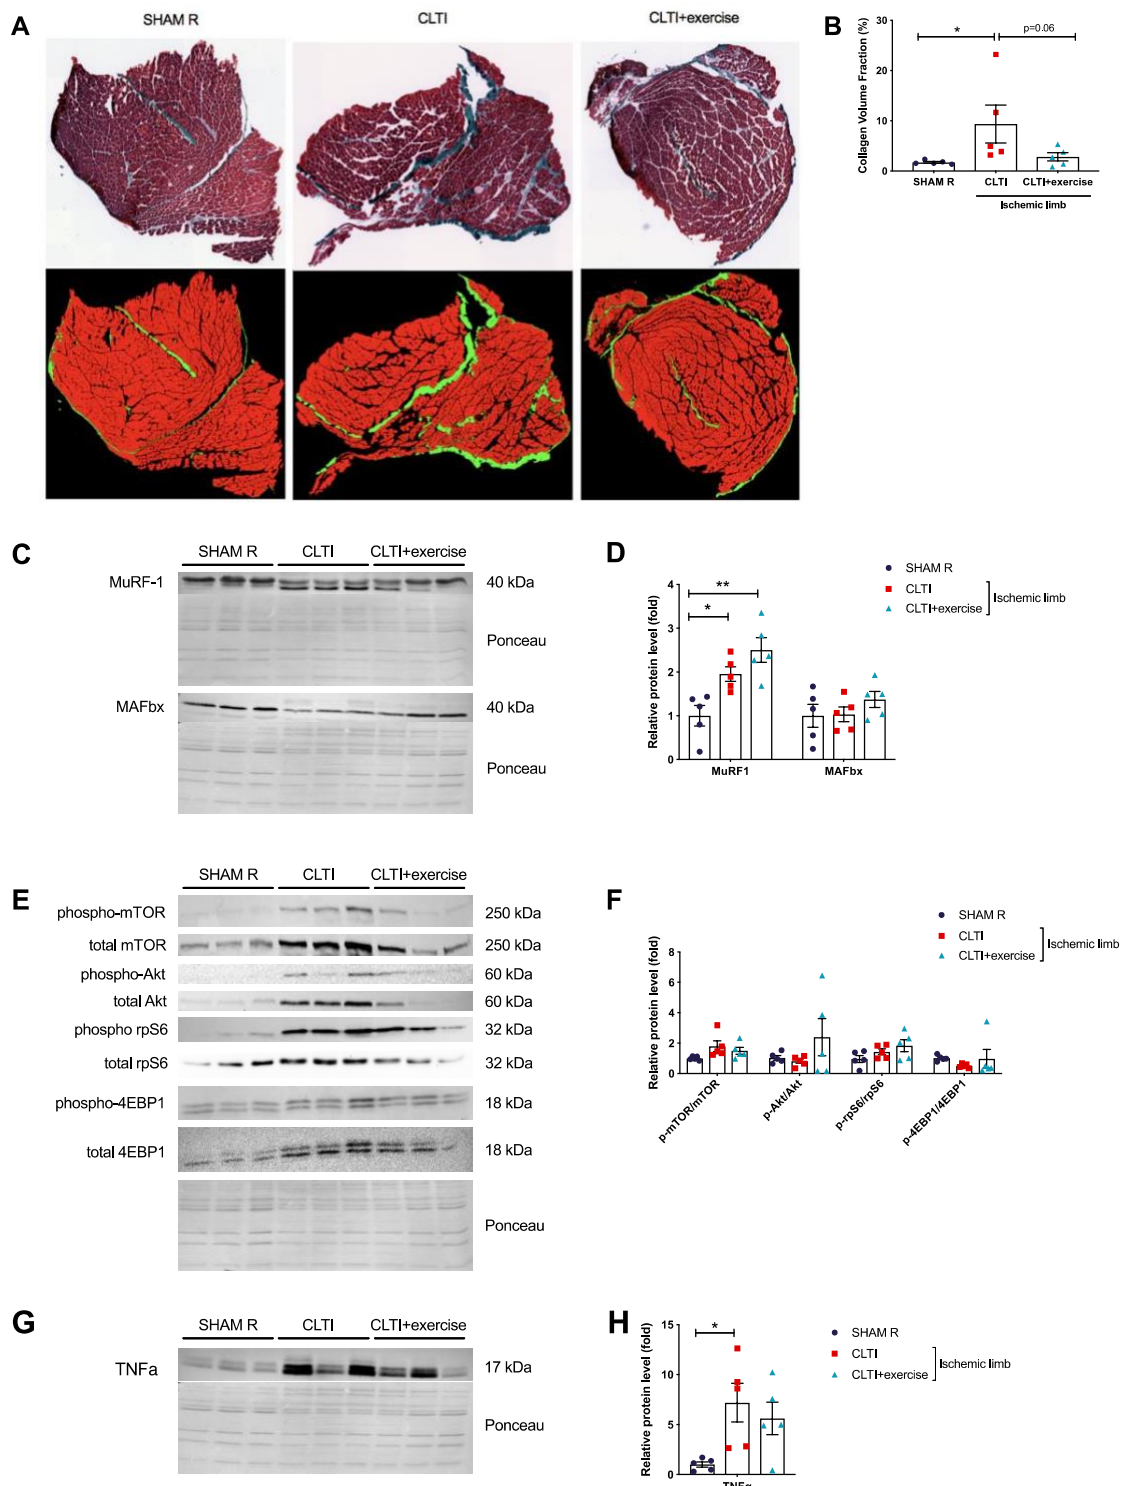 A
SHAM R
CLTI
CLTI+exercise
B
Collagen Volume Fraction (%)
30
20
10
0
*
p=0.06
SHAM R
CLTI
CLTI+exercise
Ischemic limb
C
SHAM R
CLTI
CLTI+exercise
MuRF-1
40 kDa
Ponceau
MAFbx
40 kDa
Ponceau
D
SHAM R
CLTI
CLTI+exercise
Ischemic limb
Relative protein level (fold)
4
3
2
1
0
**
*
MuRF1
MAFbx
E
SHAM R
CLTI
CLTI+exercise
phospho-mTOR
250 kDa
total mTOR
250 kDa
phospho-Akt
60 kDa
total Akt
60 kDa
phospho rpS6
32 kDa
total rpS6
32 kDa
phospho-4EBP1
18 kDa
total 4EBP1
18 kDa
Ponceau
F
SHAM R
CLTI
CLTI+exercise
Ischemic limb
Relative protein level (fold)
8
6
4
2
0
p-mTOR/mTOR
p-Akt/Akt
p-rpS6/rpS6
p-4EBP1/4EBP1
G
SHAM R
CLTI
CLTI+exercise
TNFa
17 kDa
Ponceau
H
SHAM R
CLTI
CLTI+exercise
Ischemic limb
Relative protein level (fold)
15
10
5
0
*